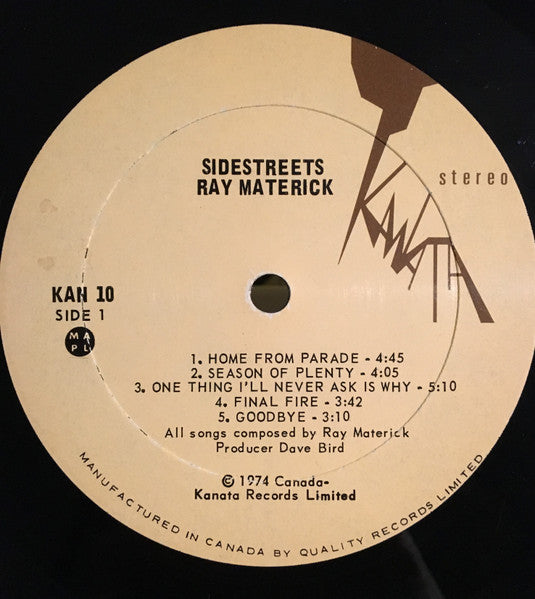 SIDESTREETS
RAY MATERICK
stereo
KANATA
KAN 10
SIDE 1
MA
PL
1. HOME FROM PARADE - 4:45
2. SEASON OF PLENTY - 4:05
3. ONE THING I'LL NEVER ASK IS WHY - 5:10
4. FINAL FIRE - 3:42
5. GOODBYE - 3:10
All songs composed by Ray Materick
Producer Dave Bird
© 1974 Canada-
Kanata Records Limited
MANUFACTURED IN CANADA BY QUALITY RECORDS LIMITED